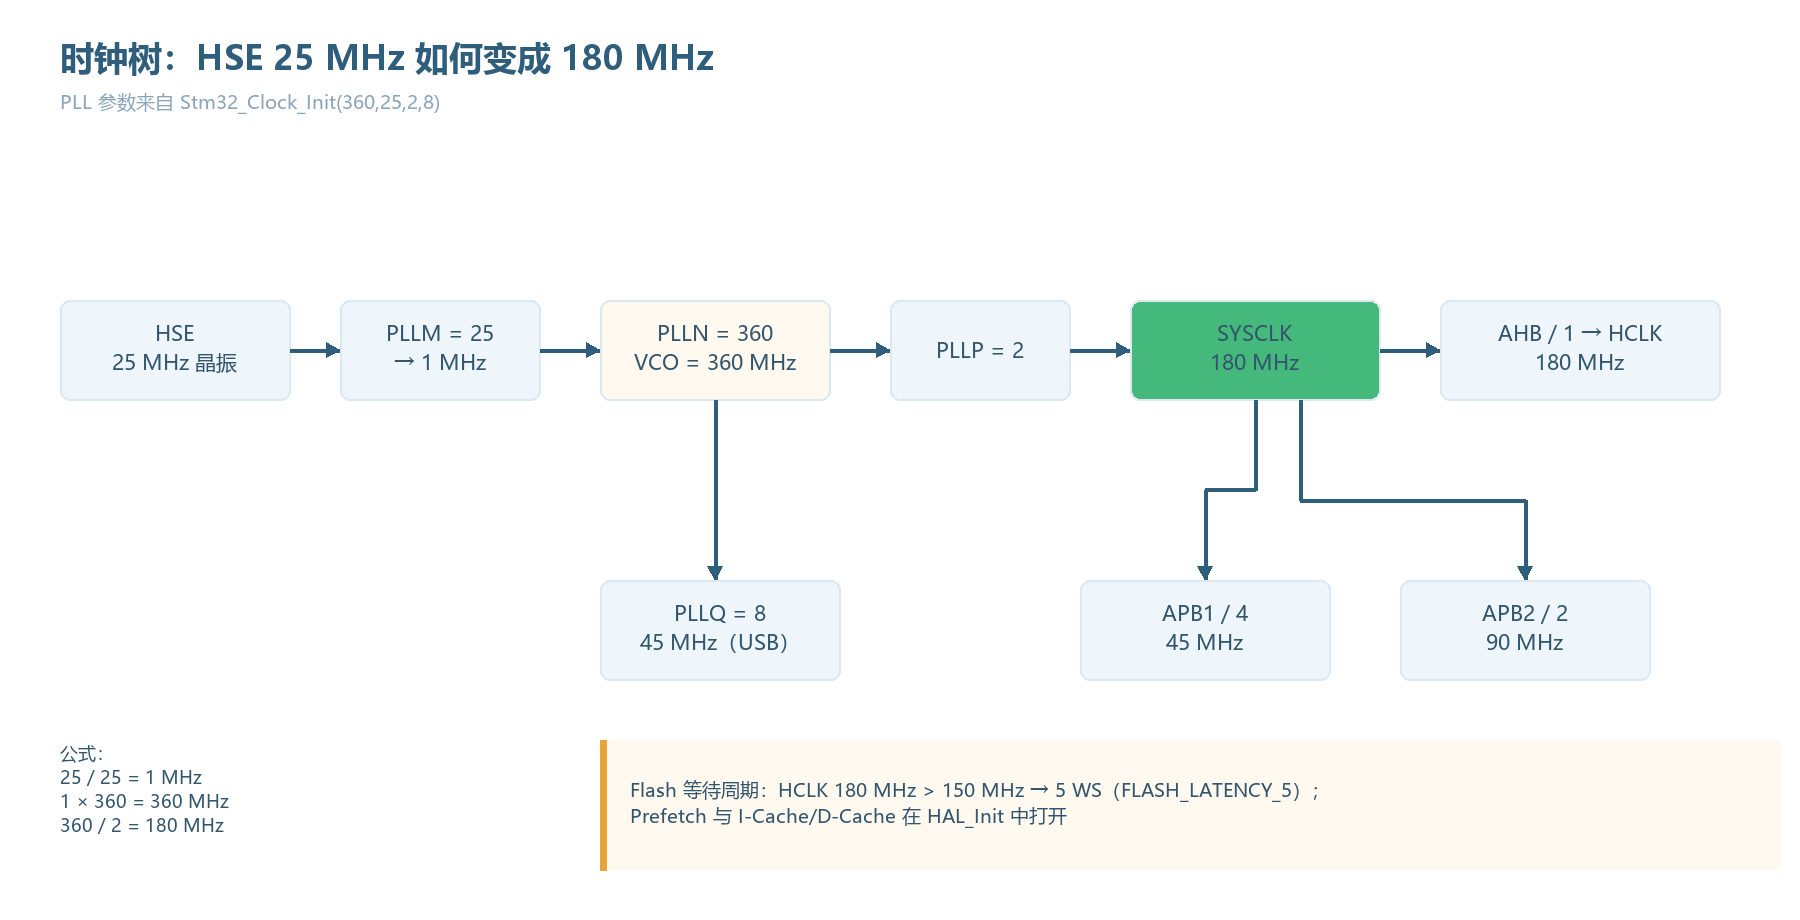 时钟树：HSE 25 MHz 如何变成 180 MHz
PLL 参数来自 Stm32_Clock_Init(360,25,2,8)
HSE
25 MHz 晶振
PLLM = 25
→ 1 MHz
PLLN = 360
VCO = 360 MHz
PLLP = 2
SYSCLK
180 MHz
AHB / 1 → HCLK
180 MHz
PLLQ = 8
45 MHz（USB）
APB1 / 4
45 MHz
APB2 / 2
90 MHz
公式：
25 / 25 = 1 MHz
1 × 360 = 360 MHz
360 / 2 = 180 MHz
Flash 等待周期：HCLK 180 MHz > 150 MHz → 5 WS（FLASH_LATENCY_5）；
Prefetch 与 I-Cache/D-Cache 在 HAL_Init 中打开